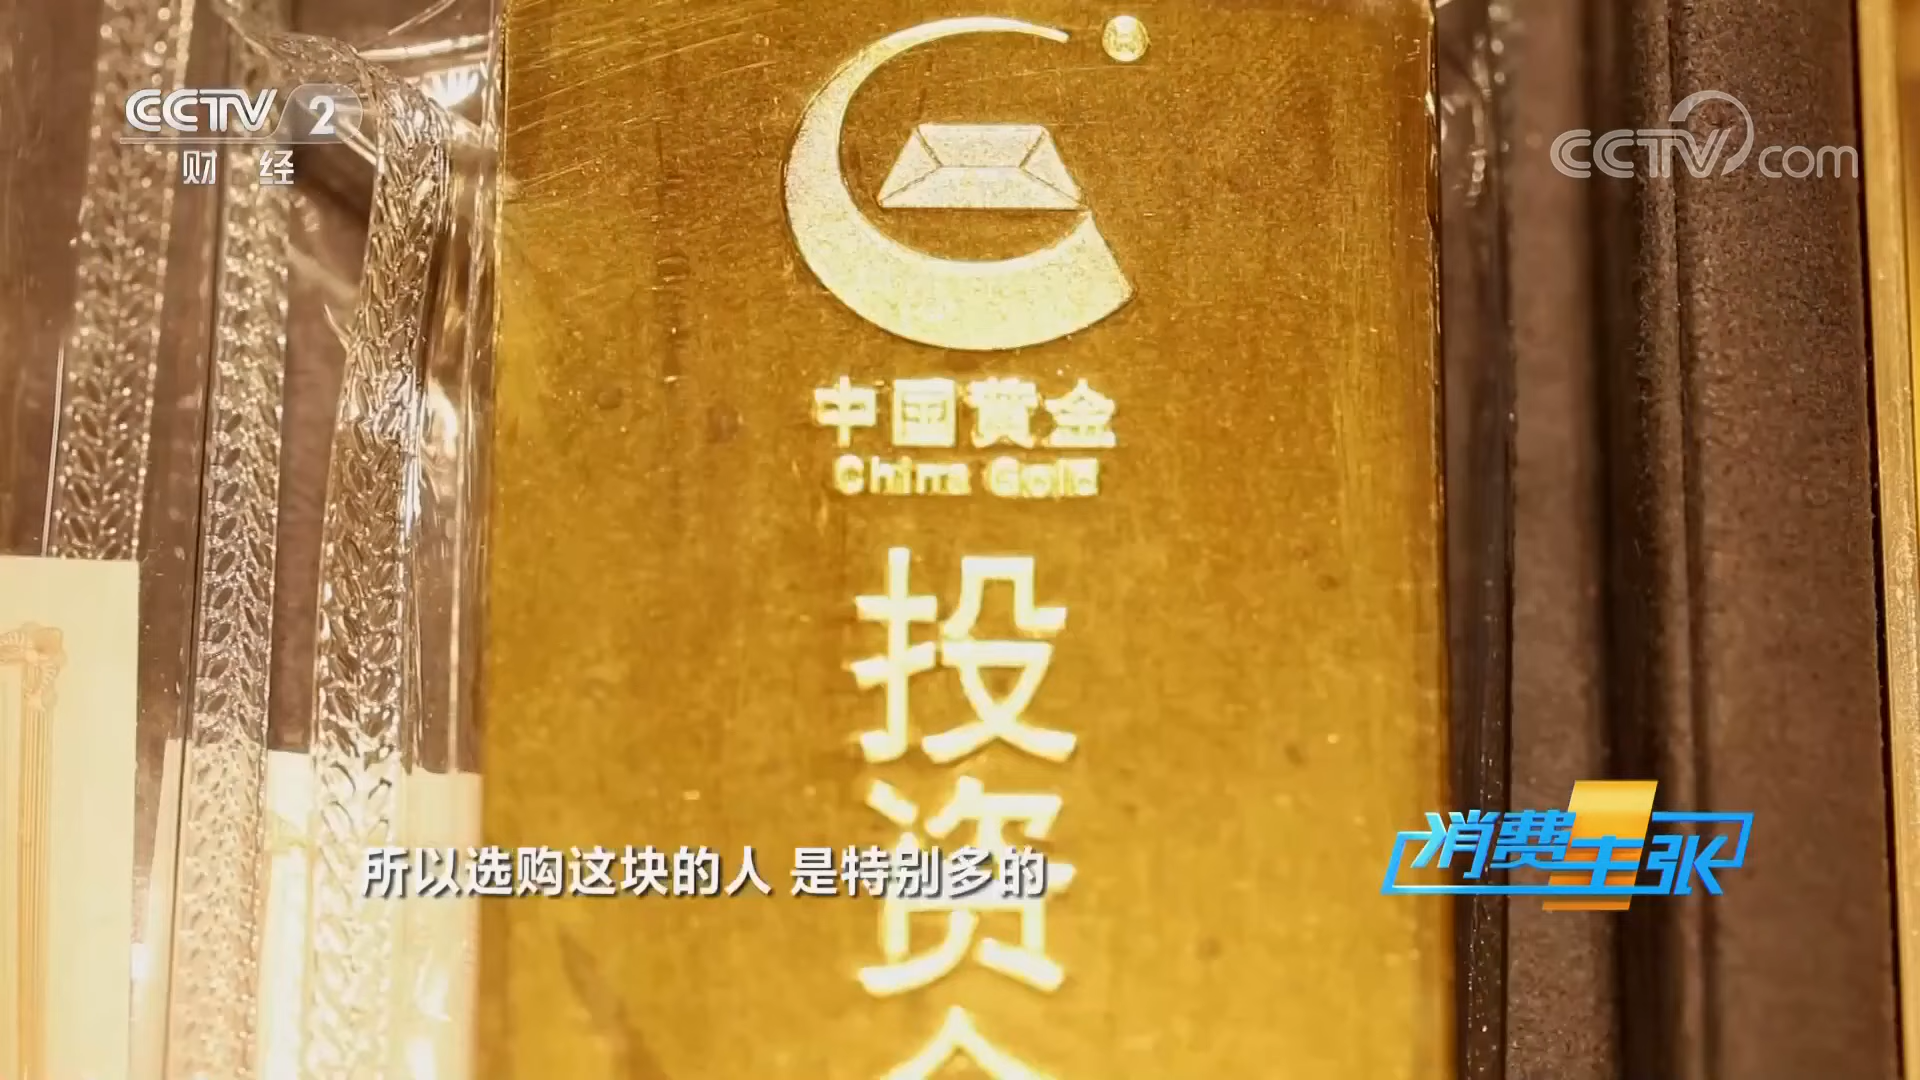 CCTV 2
财 经
CCTV com
中国黄金
China Gold
投资
所以选购这块的人 是特别多的
消费主张